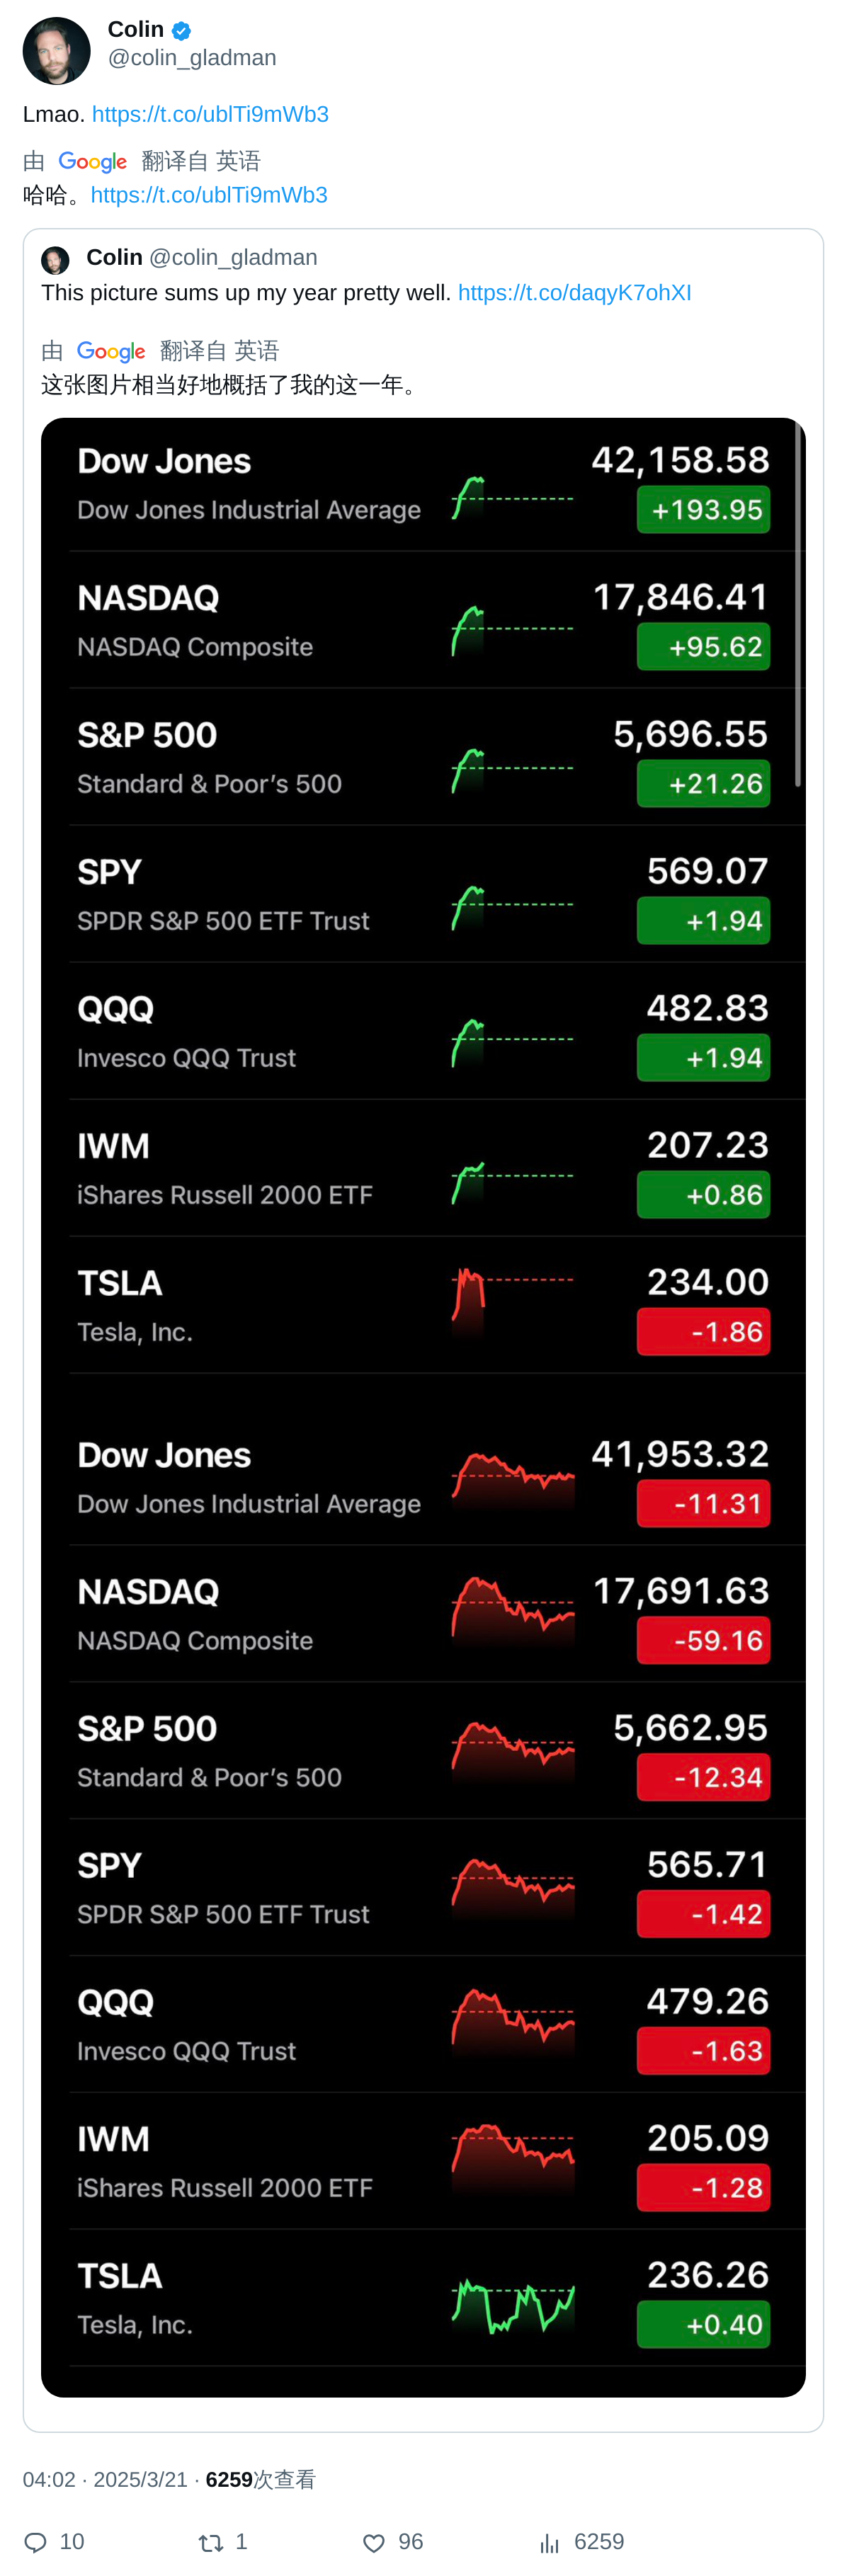 Colin
@colin_gladman
Lmao. https://t.co/ublTi9mWb3
由 Google 翻译自 英语
哈哈。https://t.co/ublTi9mWb3
Colin @colin_gladman
This picture sums up my year pretty well. https://t.co/daqyK7ohXI
由 Google 翻译自 英语
这张图片相当好地概括了我的这一年。
Dow Jones 42,158.58
Dow Jones Industrial Average +193.95
NASDAQ 17,846.41
NASDAQ Composite +95.62
S&P 500 5,696.55
Standard & Poor's 500 +21.26
SPY 569.07
SPDR S&P 500 ETF Trust +1.94
QQQ 482.83
Invesco QQQ Trust +1.94
IWM 207.23
iShares Russell 2000 ETF +0.86
TSLA 234.00
Tesla, Inc. -1.86
Dow Jones 41,953.32
Dow Jones Industrial Average -11.31
NASDAQ 17,691.63
NASDAQ Composite -59.16
S&P 500 5,662.95
Standard & Poor's 500 -12.34
SPY 565.71
SPDR S&P 500 ETF Trust -1.42
QQQ 479.26
Invesco QQQ Trust -1.63
IWM 205.09
iShares Russell 2000 ETF -1.28
TSLA 236.26
Tesla, Inc. +0.40
04:02 · 2025/3/21 · 6259次查看
10 1 96 6259